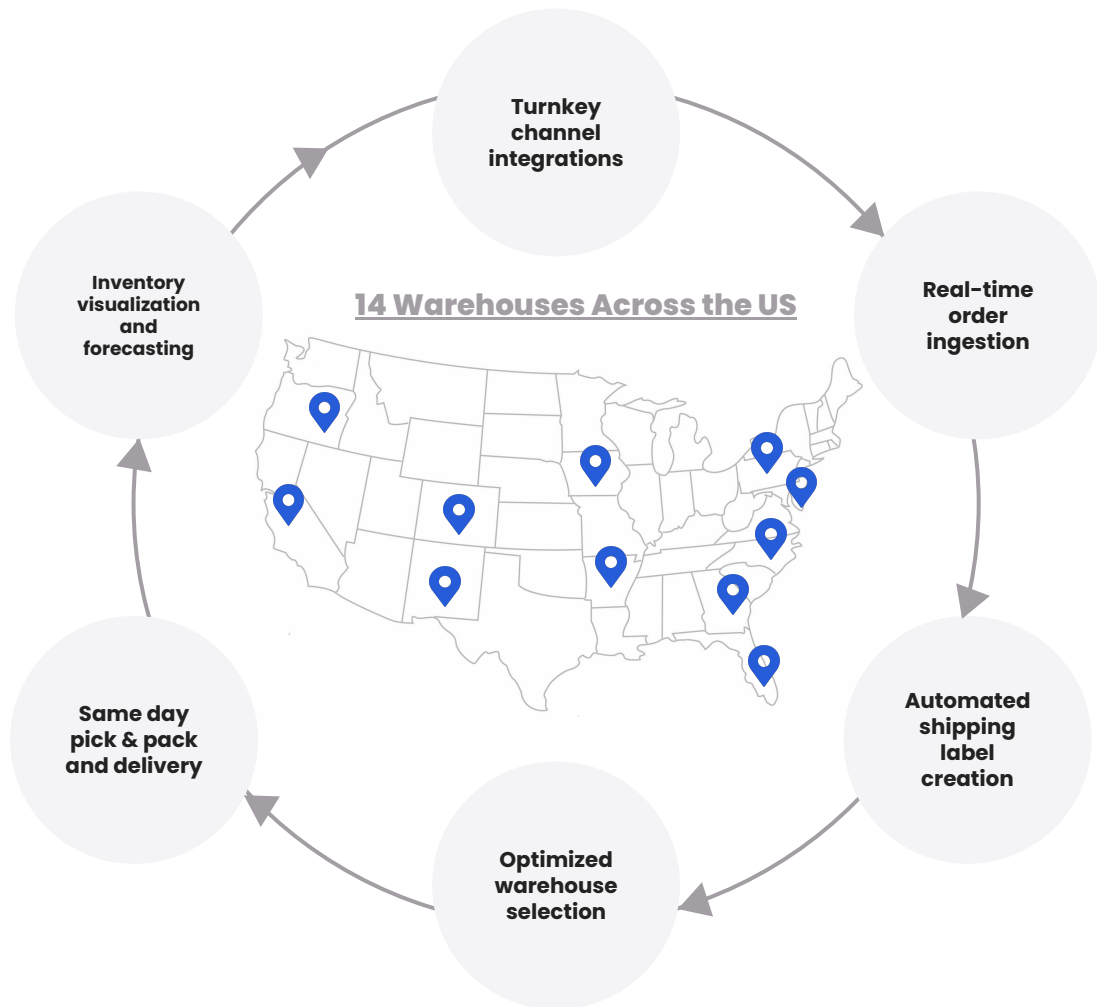 Turnkey
channel
integrations
Real-time
order
ingestion
Automated
shipping
label
creation
Optimized
warehouse
selection
Same day
pick & pack
and delivery
Inventory
visualization
and
forecasting
14 Warehouses Across the US